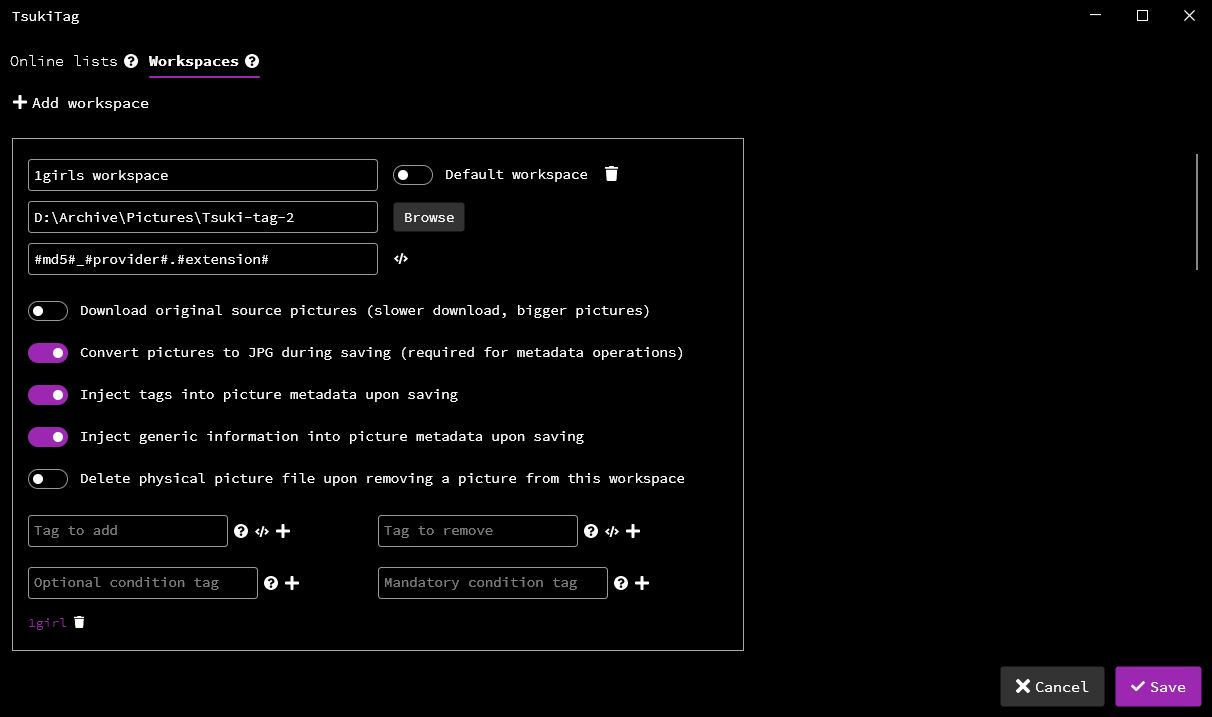 TsukiTag
Online lists Workspaces
Add workspace
1girls workspace Default workspace
D:\Archive\Pictures\Tsuki-tag-2 Browse
#md5#_#provider#.#extension# </>
Download original source pictures (slower download, bigger pictures)
Convert pictures to JPG during saving (required for metadata operations)
Inject tags into picture metadata upon saving
Inject generic information into picture metadata upon saving
Delete physical picture file upon removing a picture from this workspace
Tag to add </> Tag to remove </>
Optional condition tag Mandatory condition tag
1girl
Cancel Save